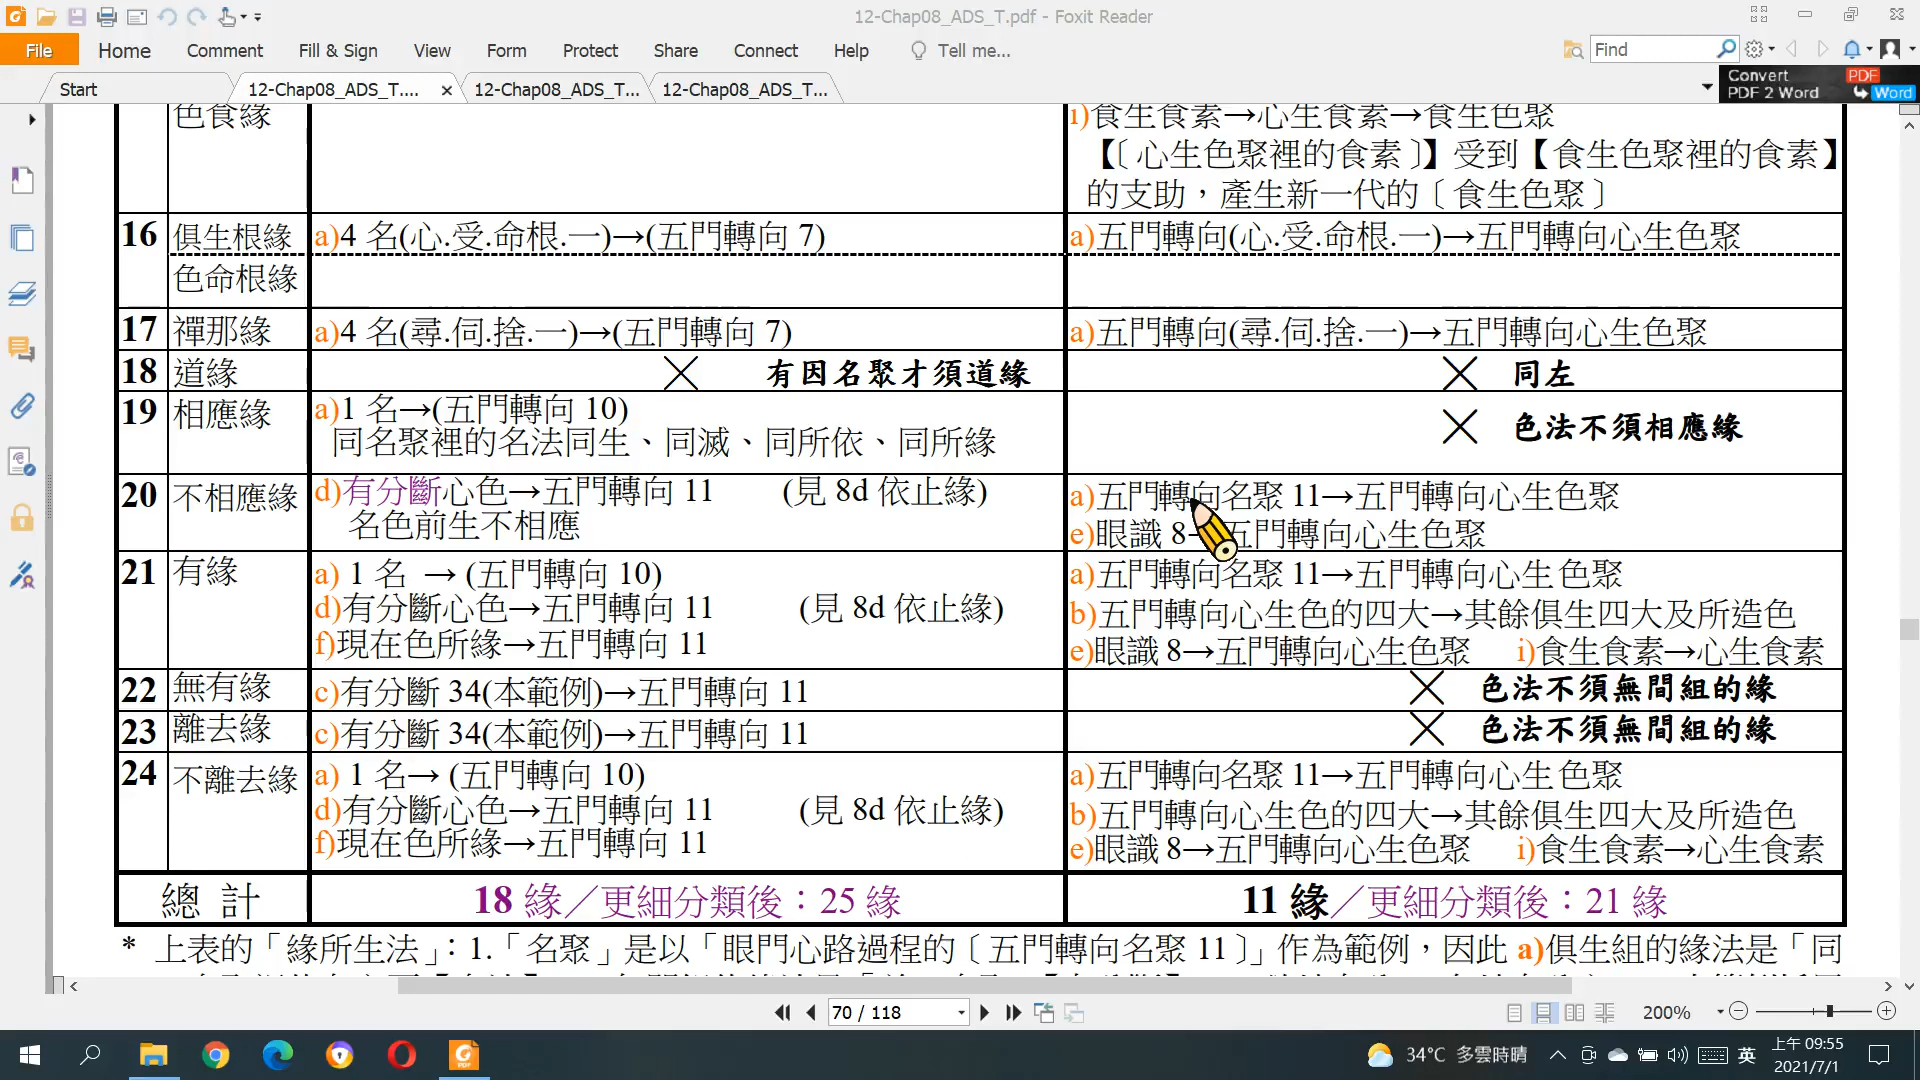 12-Chap08_ADS_T.pdf - Foxit Reader
File Home Comment Fill & Sign View Form Protect Share Connect Help Tell me... Find
Start 12-Chap08_ADS_T.... 12-Chap08_ADS_T... 12-Chap08_ADS_T...
Convert PDF
PDF 2 Word Word
色食緣
i)食生食素→心生食素→食生色聚
【〔心生色聚裡的食素〕】受到【食生色聚裡的食素】
的支助，產生新一代的〔食生色聚〕
16 俱生根緣 a)4 名(心.受.命根.一)→(五門轉向 7) a)五門轉向(心.受.命根.一)→五門轉向心生色聚
色命根緣
17 禪那緣 a)4 名(尋.伺.捨.一)→(五門轉向 7) a)五門轉向(尋.伺.捨.一)→五門轉向心生色聚
18 道緣 ╳ 有因名聚才須道緣 ╳ 同左
19 相應緣 a)1 名→(五門轉向 10)
同名聚裡的名法同生、同滅、同所依、同所緣
╳ 色法不須相應緣
20 不相應緣 d)有分斷心色→五門轉向 11 (見 8d 依止緣)
名色前生不相應
a)五門轉向名聚 11→五門轉向心生色聚
e)眼識 8→五門轉向心生色聚
21 有緣 a) 1 名 → (五門轉向 10)
d)有分斷心色→五門轉向 11 (見 8d 依止緣)
f)現在色所緣→五門轉向 11
a)五門轉向名聚 11→五門轉向心生色聚
b)五門轉向心生色的四大→其餘俱生四大及所造色
e)眼識 8→五門轉向心生色聚 i)食生食素→心生食素
22 無有緣 c)有分斷 34(本範例)→五門轉向 11 ╳ 色法不須無間組的緣
23 離去緣 c)有分斷 34(本範例)→五門轉向 11 ╳ 色法不須無間組的緣
24 不離去緣 a) 1 名→ (五門轉向 10)
d)有分斷心色→五門轉向 11 (見 8d 依止緣)
f)現在色所緣→五門轉向 11
a)五門轉向名聚 11→五門轉向心生色聚
b)五門轉向心生色的四大→其餘俱生四大及所造色
e)眼識 8→五門轉向心生色聚 i)食生食素→心生食素
總 計 18 緣／更細分類後：25 緣 11 緣／更細分類後：21 緣
* 上表的「緣所生法」：1.「名聚」是以「眼門心路過程的〔五門轉向名聚 11〕」作為範例，因此 a)俱生組的緣法是「同
70 / 118 200%
34°C 多雲時晴 英 上午 09:55
2021/7/1